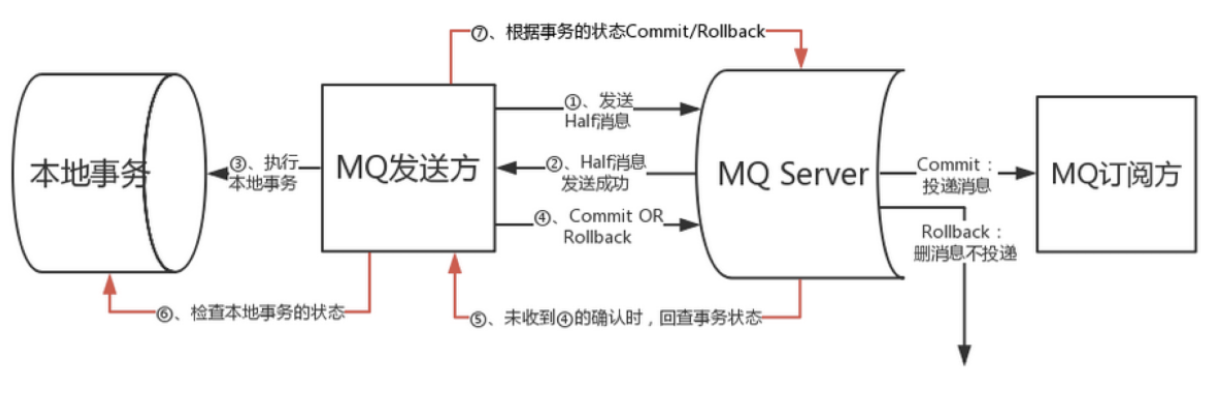 ⑦、根据事务的状态Commit/Rollback
①、发送
Half消息
本地事务
③、执行
本地事务
MQ发送方
②、Half消息
发送成功
MQ Server
Commit：
投递消息
MQ订阅方
④、Commit OR
Rollback
Rollback：
删消息不投递
⑥、检查本地事务的状态
⑤、未收到④的确认时，回查事务状态